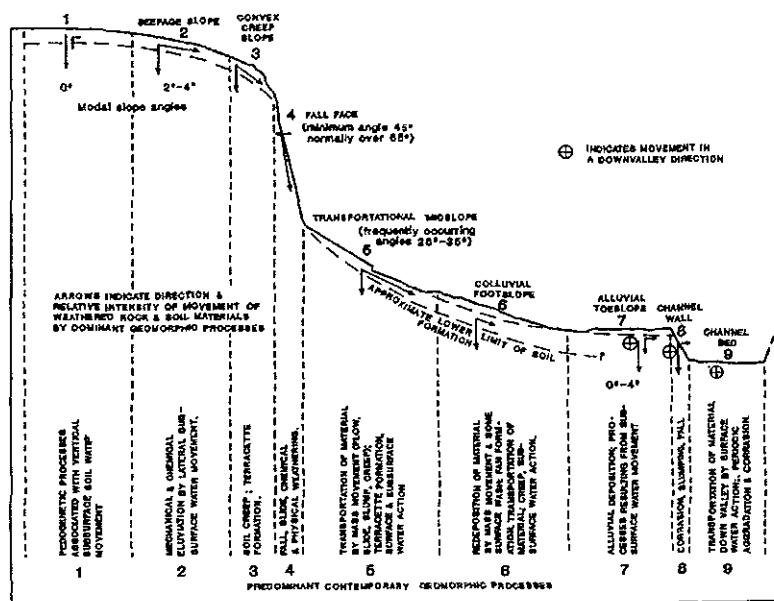 1
SEEPAGE SLOPE
2
CONVEX
CREEP
SLOPE
3
0°
2°-4°
Modal slope angles
4
FALL FACE
(minimum angle 45°
normally over 65°)
INDICATES MOVEMENT IN
A DOWNVALLEY DIRECTION
TRANSPORTATIONAL MIDSLOPE
(frequently occurring
angles 26°-35°)
5
ARROWS INDICATE DIRECTION &
RELATIVE INTENSITY OF MOVEMENT OF
WEATHERED ROCK & SOIL MATERIALS
BY DOMINANT GEOMORPHIC PROCESSES
COLLUVIAL
FOOTSLOPE
6
APPROXIMATE LOWER LIMIT OF SOIL
FORMATION
?
ALLUVIAL
TOESLOPE
7
0°-4°
CHANNEL
WALL
8
CHANNEL
BED
9
PEDOGENETIC PROCESSES
ASSOCIATED WITH VERTICAL
SUBSURFACE SOIL WATER
MOVEMENT
MECHANICAL & CHEMICAL
ELUVIATION BY LATERAL SUB-
SURFACE WATER MOVEMENT.
SOIL CREEP; TERRACETTE
FORMATION.
FALL, SLIDE, CHEMICAL
& PHYSICAL WEATHERING.
TRANSPORTATION OF MATERIAL
BY MASS MOVEMENT (FLOW,
SLIDE, SLUMP, CREEP);
TERRACETTE FORMATION,
SURFACE & SUBSURFACE
WATER ACTION
REDEPOSITION OF MATERIAL
BY MASS MOVEMENT & SOME
SURFACE WASH; FAN FORM-
ATION, TRANSPORTATION OF
MATERIAL; CREEP, SUB-
SURFACE WATER ACTION.
ALLUVIAL DEPOSITION; PRO-
CESSES RESULTING FROM SUB-
SURFACE WATER MOVEMENT
CORRASION, SLUMPING, FALL
TRANSPORTATION OF MATERIAL
DOWN VALLEY BY SURFACE
WATER ACTION; PERIODIC
AGGRADATION & CORRASION.
1 2 3 4 5 6 7 8 9
PREDOMINANT CONTEMPORARY GEOMORPHIC PROCESSES